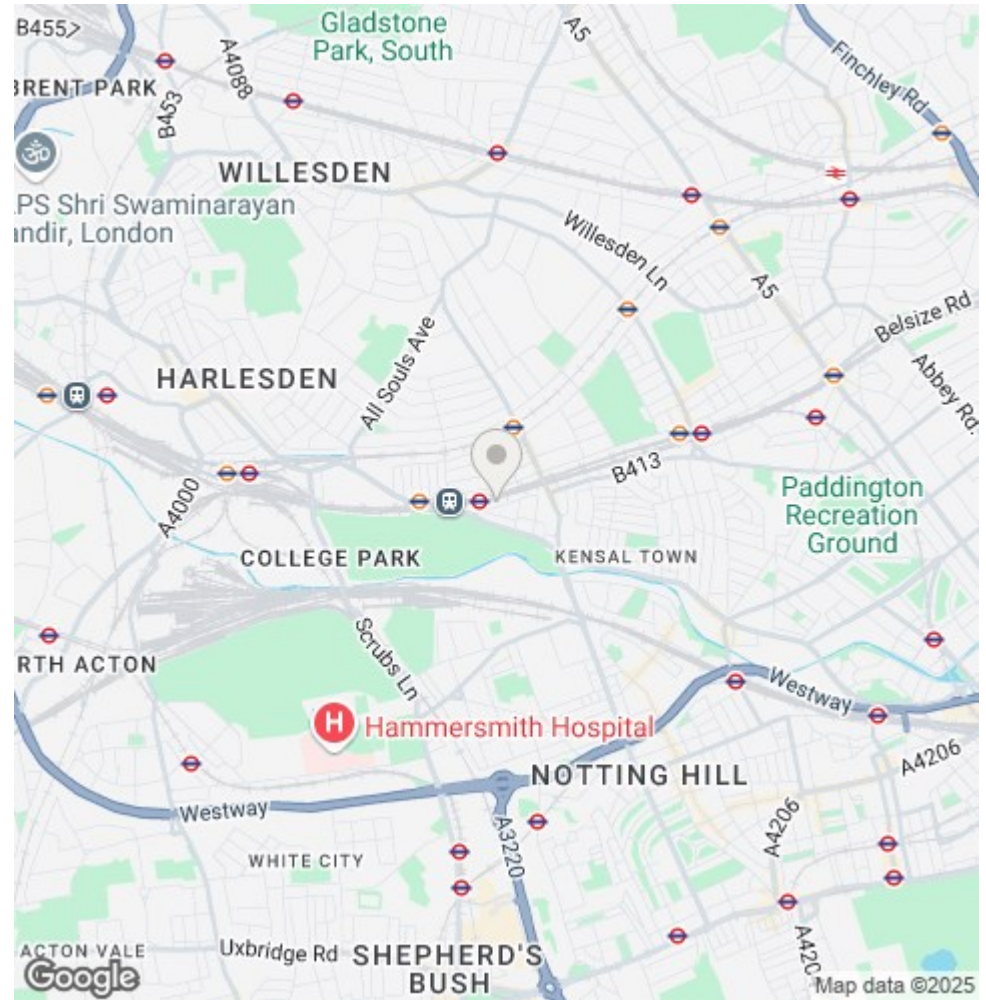 B455
Gladstone
Park, South
A5
Finchley Rd
A4088
BRENT PARK
B453
WILLESDEN
APS Shri Swaminarayan
andir, London
Willesden Ln
A5
Belsize Rd
All Souls Ave
HARLESDEN
Abbey Rd.
B413
A4000
Paddington
Recreation
Ground
COLLEGE PARK
KENSAL TOWN
Scrubs Ln
RTH ACTON
Westway
H
Hammersmith Hospital
A4206
NOTTING HILL
Westway
A4206
A3220
WHITE CITY
ACTON VALE
Uxbridge Rd
SHEPHERD'S
BUSH
A420
Google
Map data ©2025